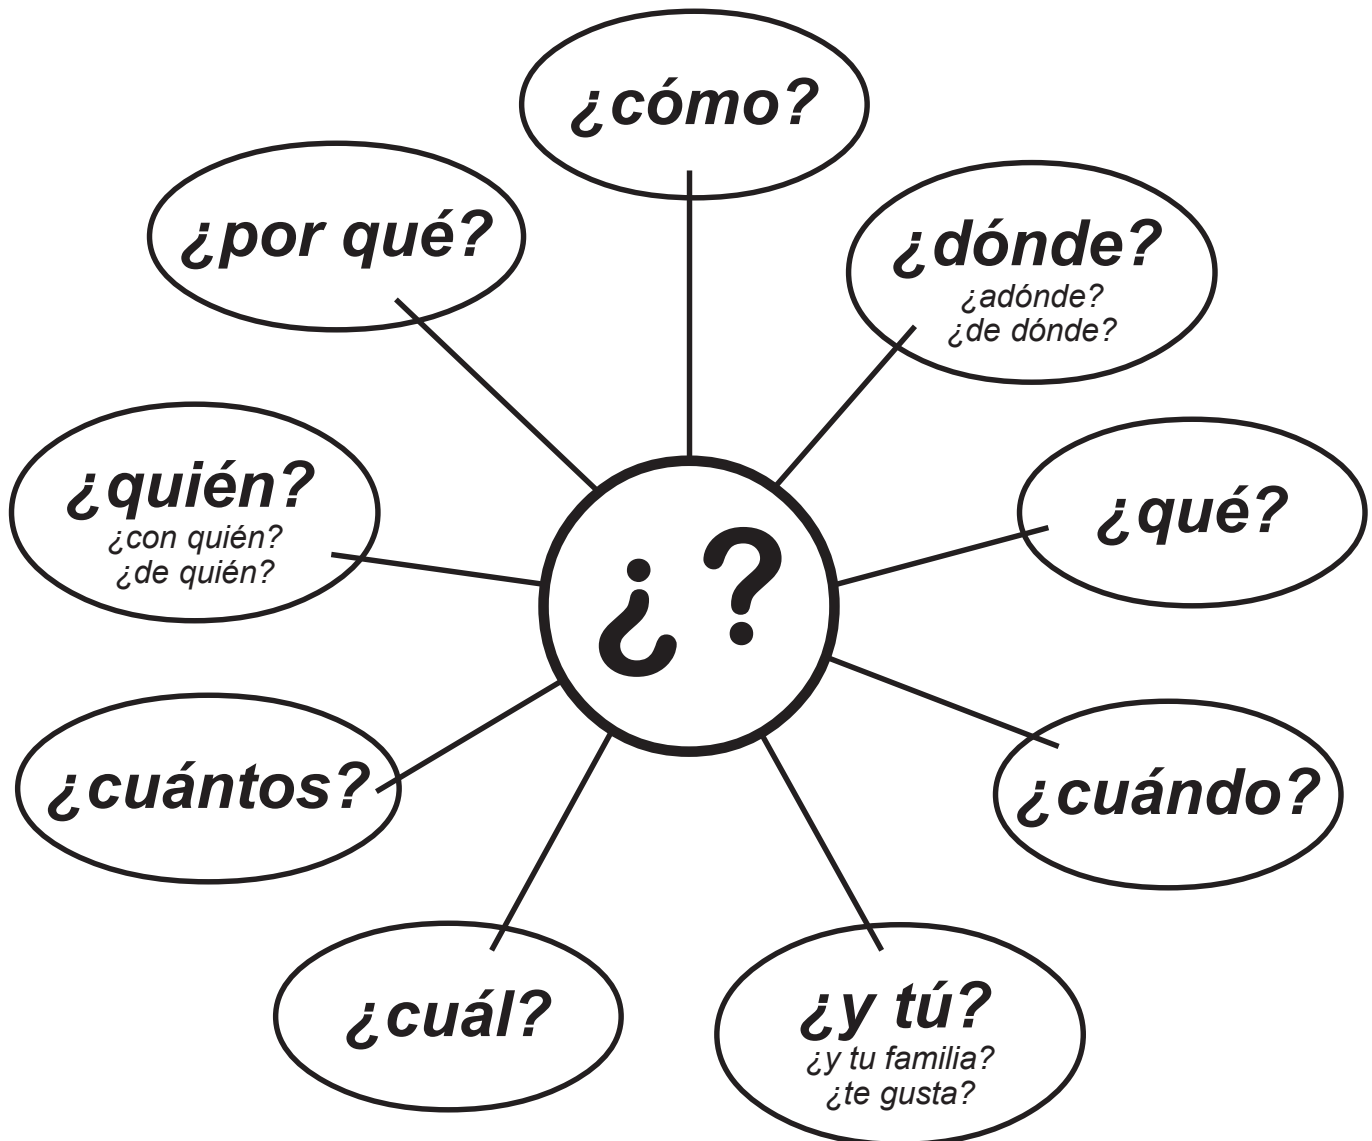 ¿cómo?
¿por qué?
¿dónde?
¿adónde?
¿de dónde?
¿quién?
¿con quién?
¿de quién?
¿qué?
¿?
¿cuántos?
¿cuándo?
¿cuál?
¿y tú?
¿y tu familia?
¿te gusta?